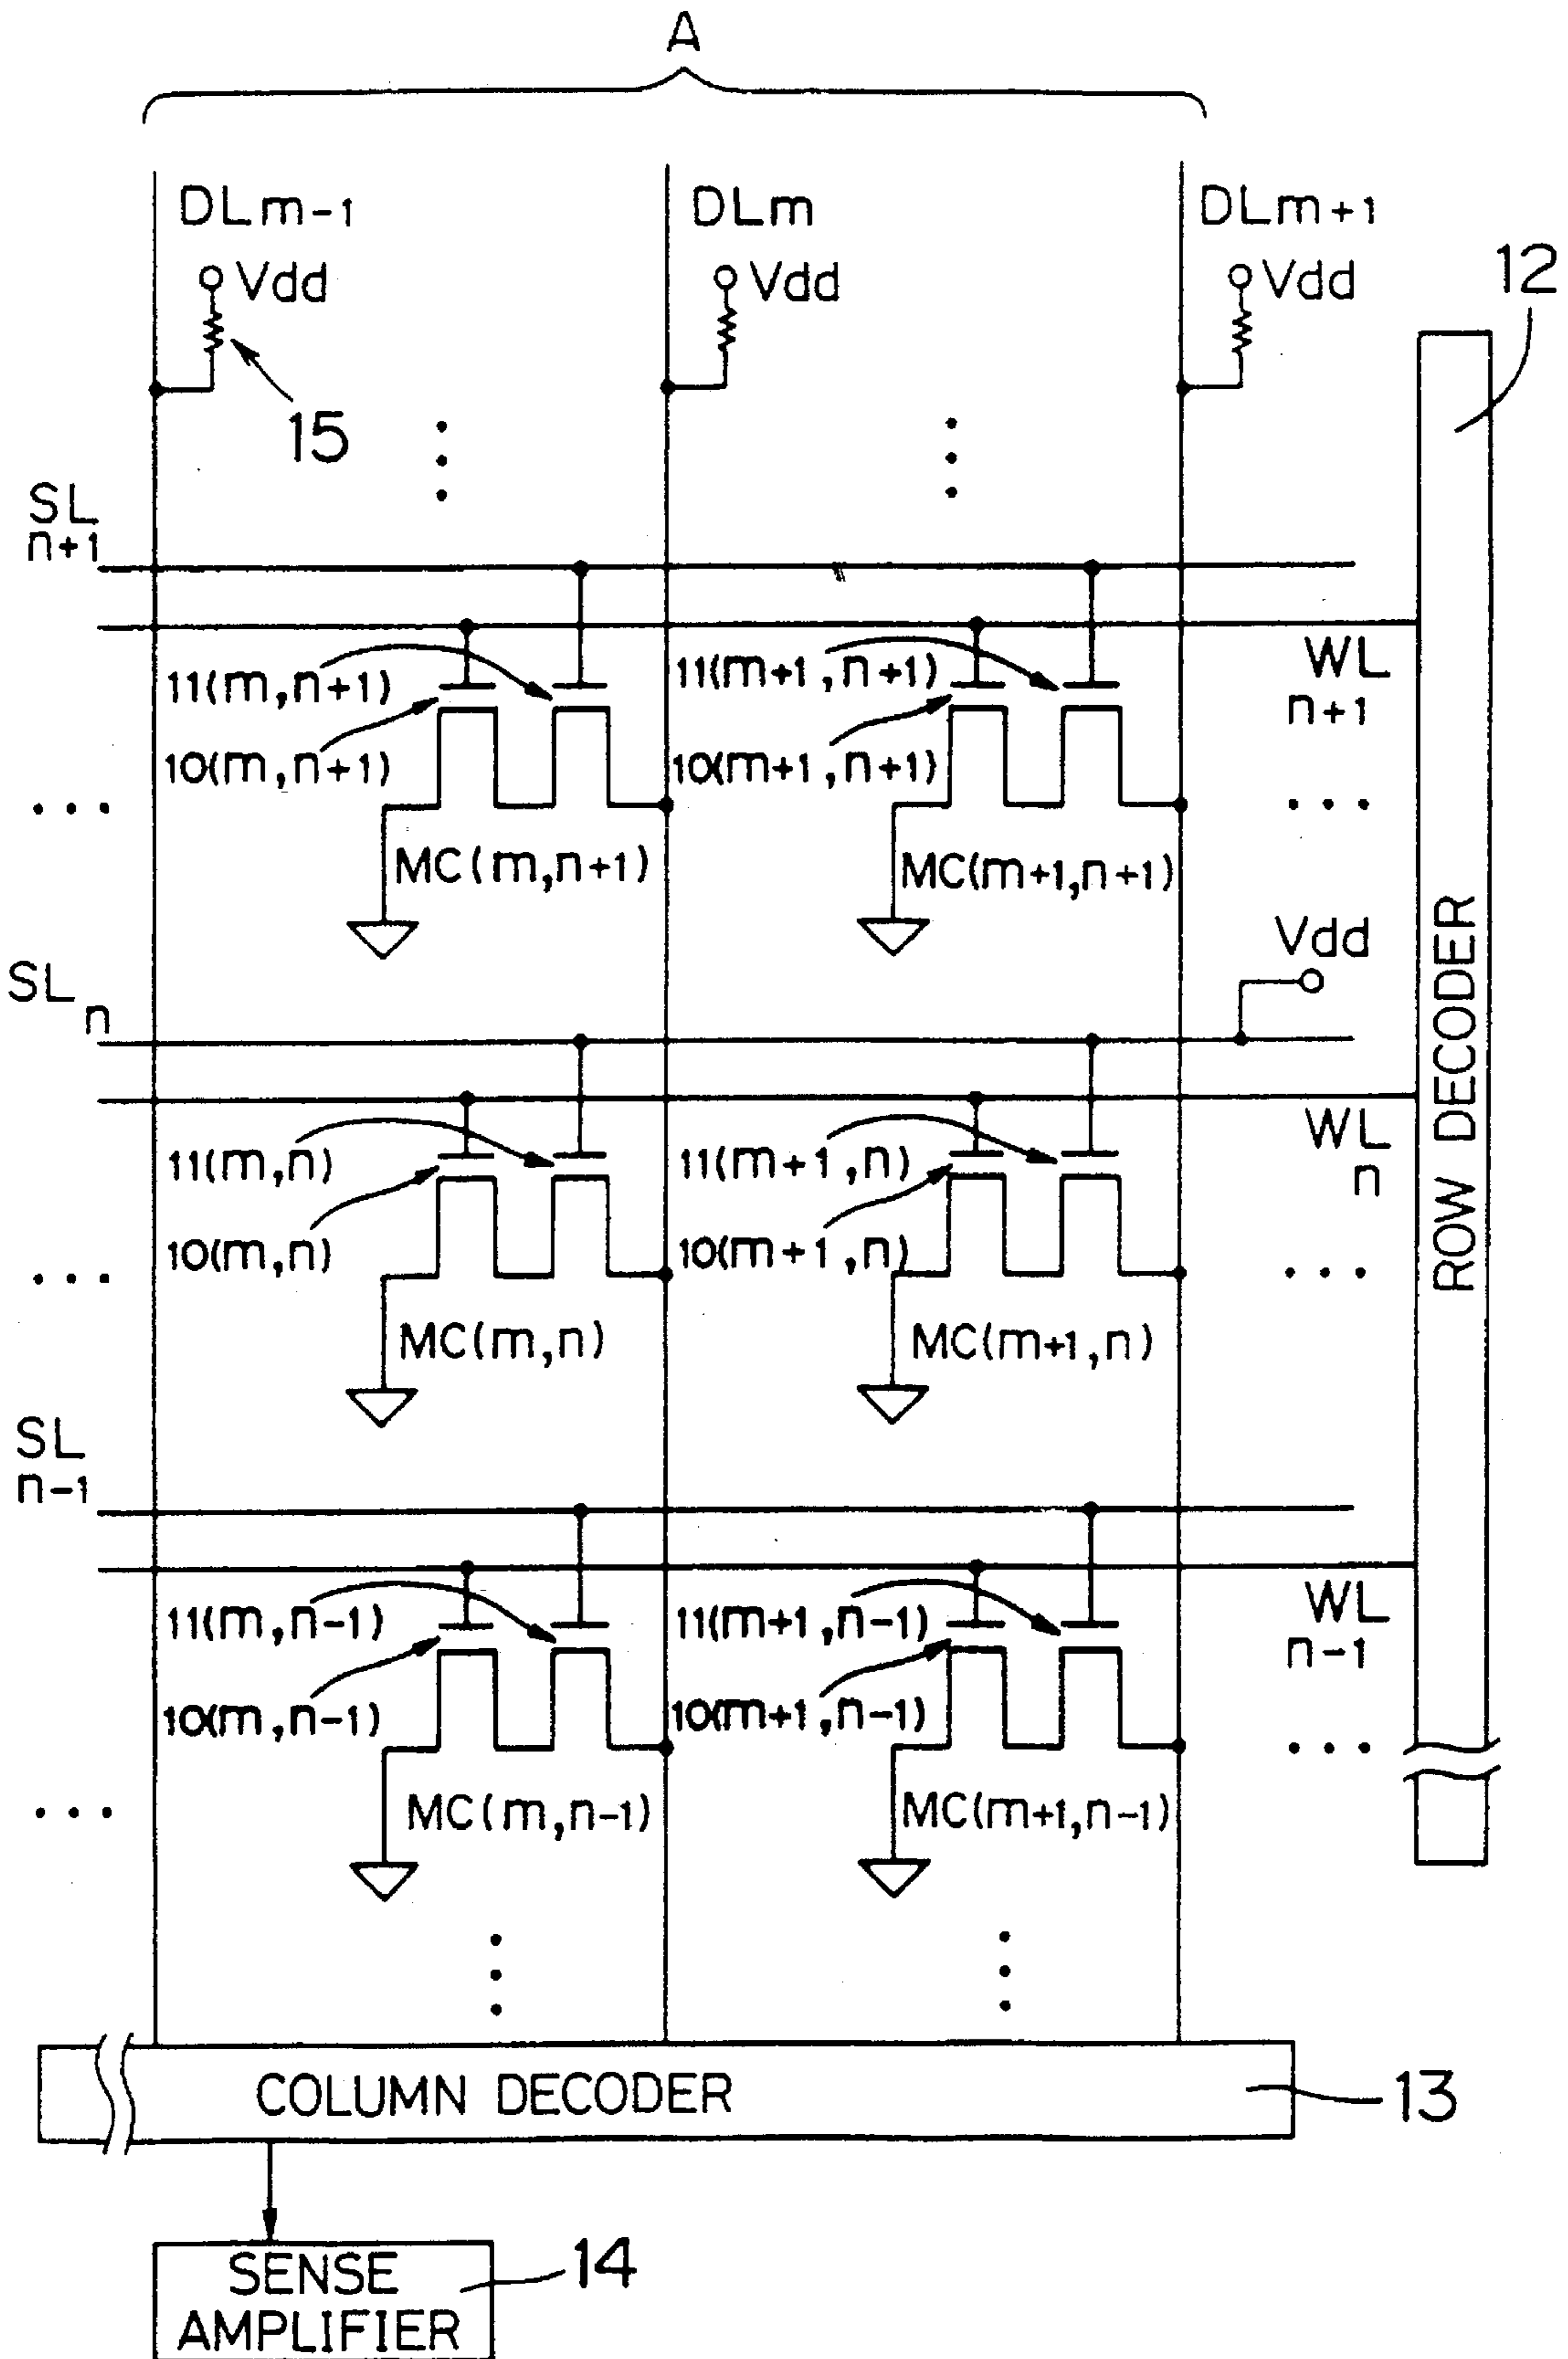 A
DLm-1 DLm DLm+1
Vdd Vdd Vdd
12
15
SL
n+1
11(m,n+1) 11(m+1,n+1) WL
n+1
10(m,n+1) 10(m+1,n+1)
... ...
MC(m,n+1) MC(m+1,n+1)
Vdd
SL
n
11(m,n) 11(m+1,n) WL
n
10(m,n) 10(m+1,n)
... ...
MC(m,n) MC(m+1,n)
ROW DECODER
SL
n-1
11(m,n-1) 11(m+1,n-1) WL
n-1
10(m,n-1) 10(m+1,n-1)
...
MC(m,n-1) MC(m+1,n-1)
...
COLUMN DECODER
13
SENSE
AMPLIFIER
14